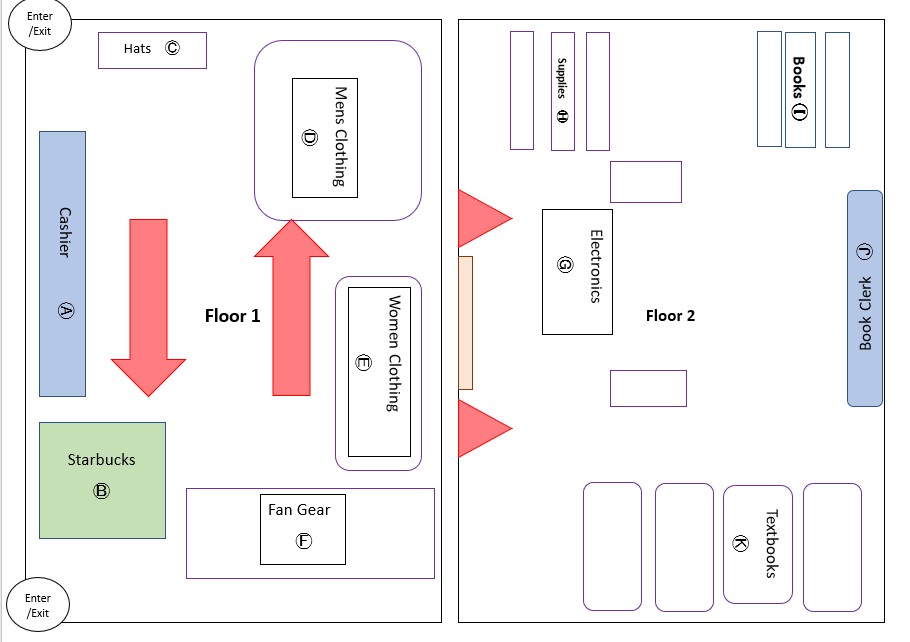 Enter
/Exit
Hats Ⓒ
Mens Clothing
Ⓓ
Cashier Ⓐ
Floor 1
Women Clothing
Ⓔ
Starbucks
Ⓑ
Fan Gear
Ⓕ
Enter
/Exit
Supplies Ⓗ
Books Ⓘ
Electronics
Ⓖ
Floor 2
Book Clerk Ⓙ
Textbooks
Ⓚ